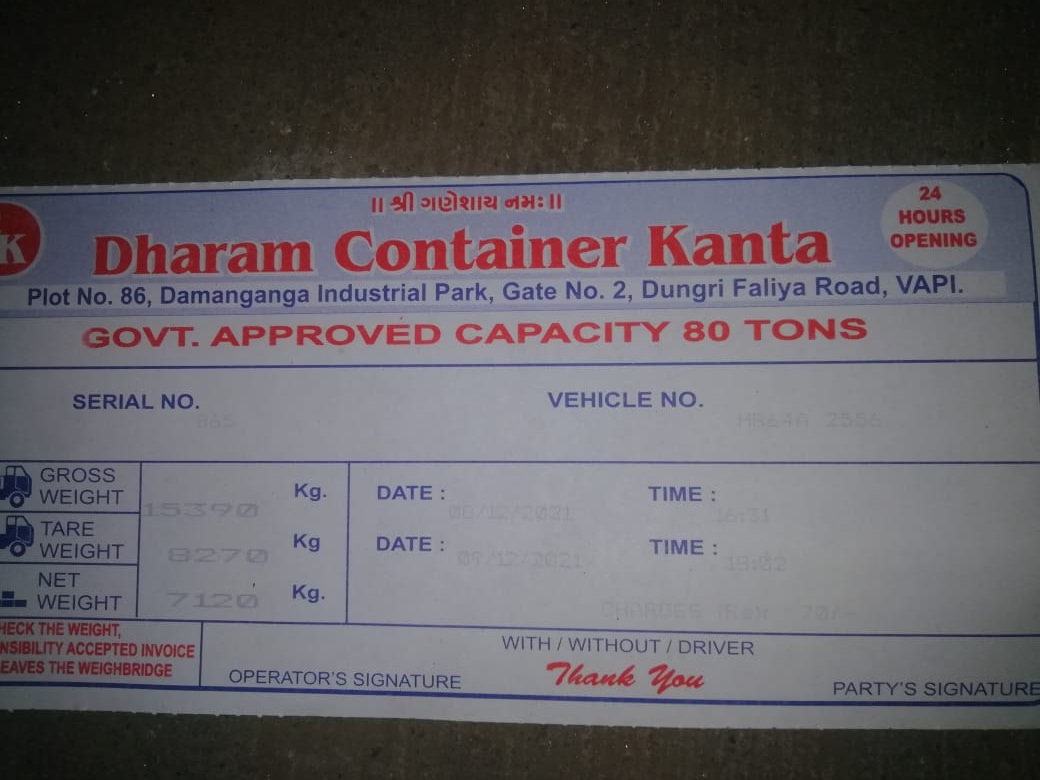 ॥ શ્રી ગણેશાય નમઃ ॥
24 HOURS OPENING
K
Dharam Container Kanta
Plot No. 86, Damanganga Industrial Park, Gate No. 2, Dungri Faliya Road, VAPI.
GOVT. APPROVED CAPACITY 80 TONS
SERIAL NO. 865
VEHICLE NO. HR64A 2556
GROSS WEIGHT 15390 Kg. DATE : 08/12/2021 TIME : 16:31
TARE WEIGHT 8270 Kg DATE : 09/12/2021 TIME : 18:02
NET WEIGHT 7120 Kg. CHARGES (Rs): 70/-
HECK THE WEIGHT,
NSIBILITY ACCEPTED INVOICE
EAVES THE WEIGHBRIDGE
WITH / WITHOUT / DRIVER
OPERATOR'S SIGNATURE
Thank You
PARTY'S SIGNATURE